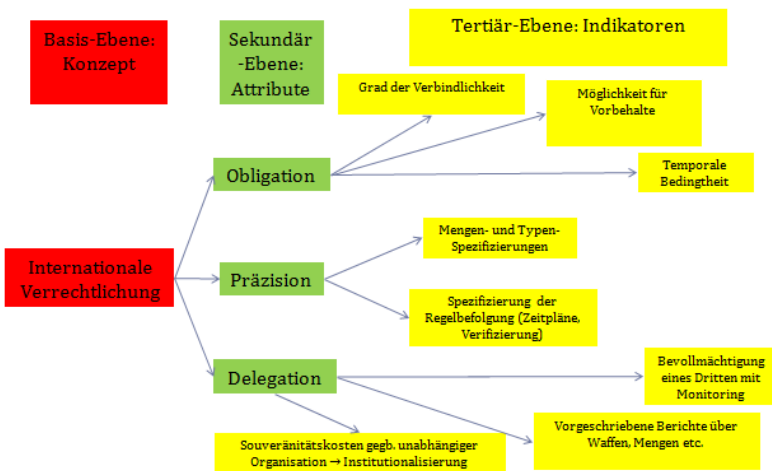 Basis-Ebene:
Konzept
Sekundär
-Ebene:
Attribute
Tertiär-Ebene: Indikatoren
Grad der Verbindlichkeit
Möglichkeit für
Vorbehalte
Obligation
Temporale
Bedingtheit
Internationale
Verrechtlichung
Präzision
Mengen- und Typen-
Spezifizierungen
Spezifizierung der
Regelbefolgung (Zeitpläne,
Verifizierung)
Delegation
Bevollmächtigung
eines Dritten mit
Monitoring
Vorgeschriebene Berichte über
Waffen, Mengen etc.
Souveränitätskosten gegb. unabhängiger
Organisation → Institutionalisierung